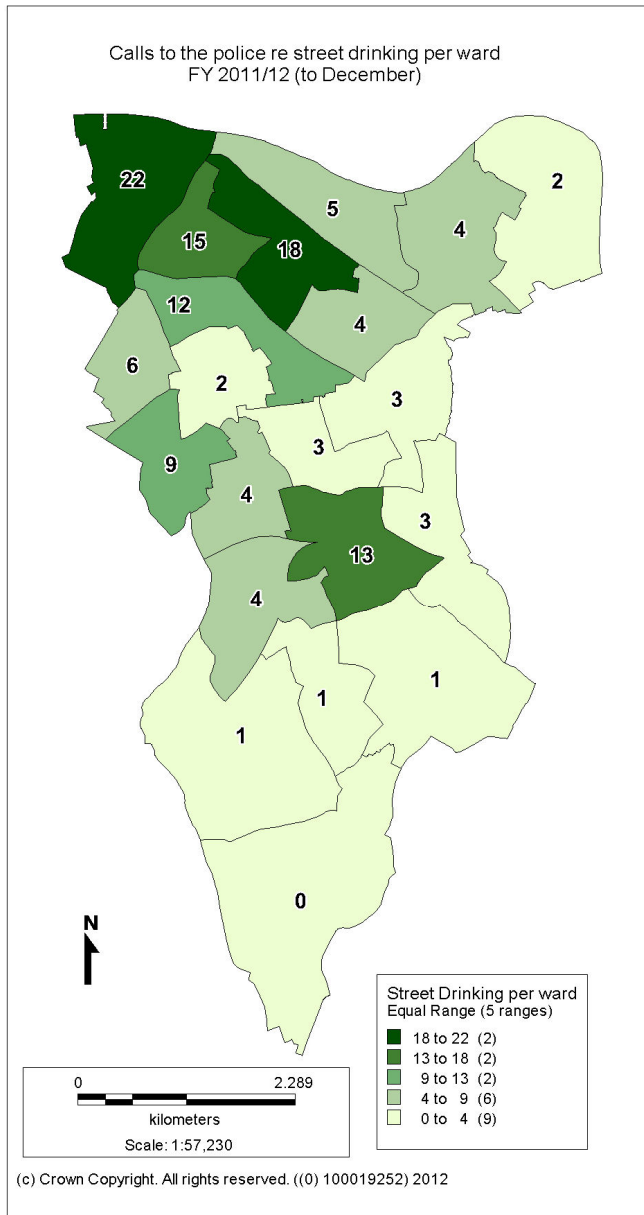 Calls to the police re street drinking per ward
FY 2011/12 (to December)
22
2
5
4
15
18
12
4
6
2
3
3
9
4
3
13
4
1
1
1
0
N
Street Drinking per ward
Equal Range (5 ranges)
18 to 22 (2)
13 to 18 (2)
9 to 13 (2)
4 to 9 (6)
0 to 4 (9)
0 2.289
kilometers
Scale: 1:57,230
(c) Crown Copyright. All rights reserved. ((0) 100019252) 2012